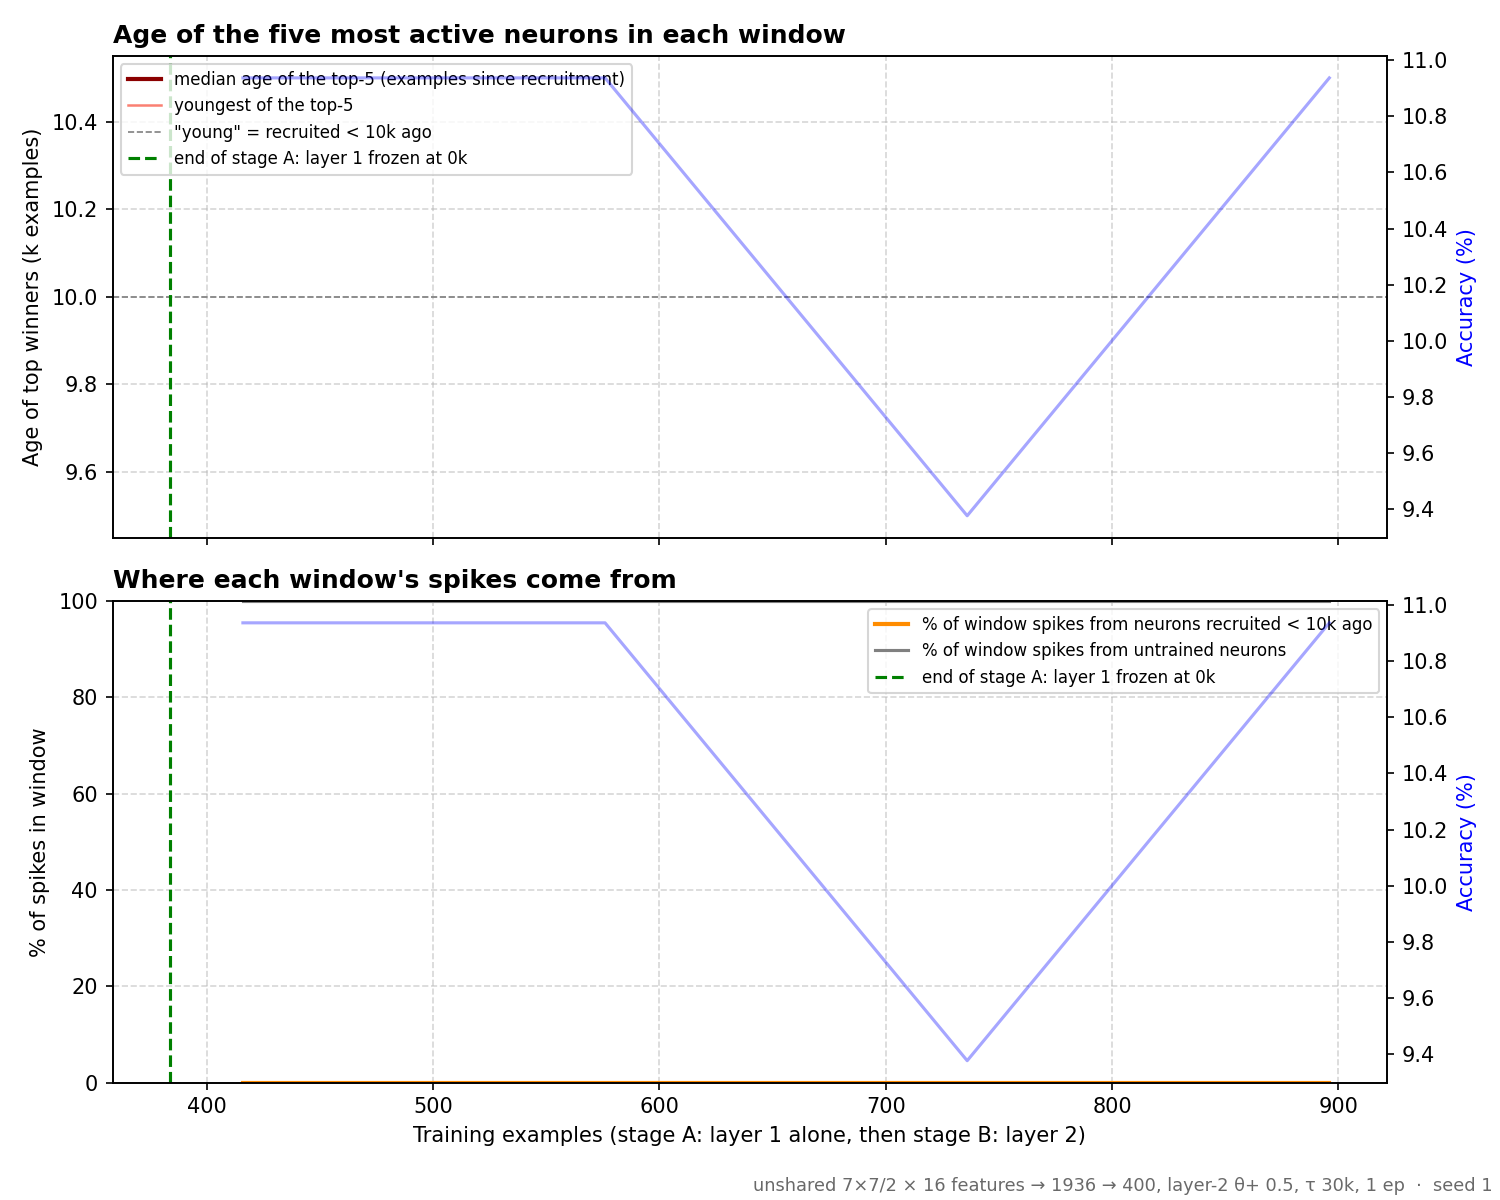 Age of the five most active neurons in each window
median age of the top-5 (examples since recruitment)
youngest of the top-5
"young" = recruited < 10k ago
end of stage A: layer 1 frozen at 0k
Age of top winners (k examples)
10.4
10.2
10.0
9.8
9.6
11.0
10.8
10.6
10.4
10.2
10.0
9.8
9.6
9.4
Accuracy (%)
Where each window's spikes come from
% of window spikes from neurons recruited < 10k ago
% of window spikes from untrained neurons
end of stage A: layer 1 frozen at 0k
% of spikes in window
100
80
60
40
20
0
11.0
10.8
10.6
10.4
10.2
10.0
9.8
9.6
9.4
Accuracy (%)
400 500 600 700 800 900
Training examples (stage A: layer 1 alone, then stage B: layer 2)
unshared 7×7/2 × 16 features → 1936 → 400, layer-2 θ+ 0.5, τ 30k, 1 ep · seed 1